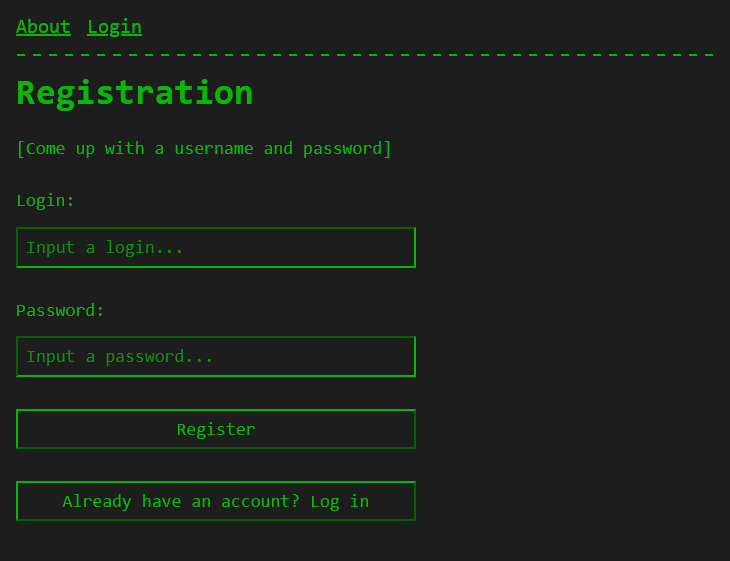 About Login
Registration
[Come up with a username and password]
Login:
Input a login...
Password:
Input a password...
Register
Already have an account? Log in